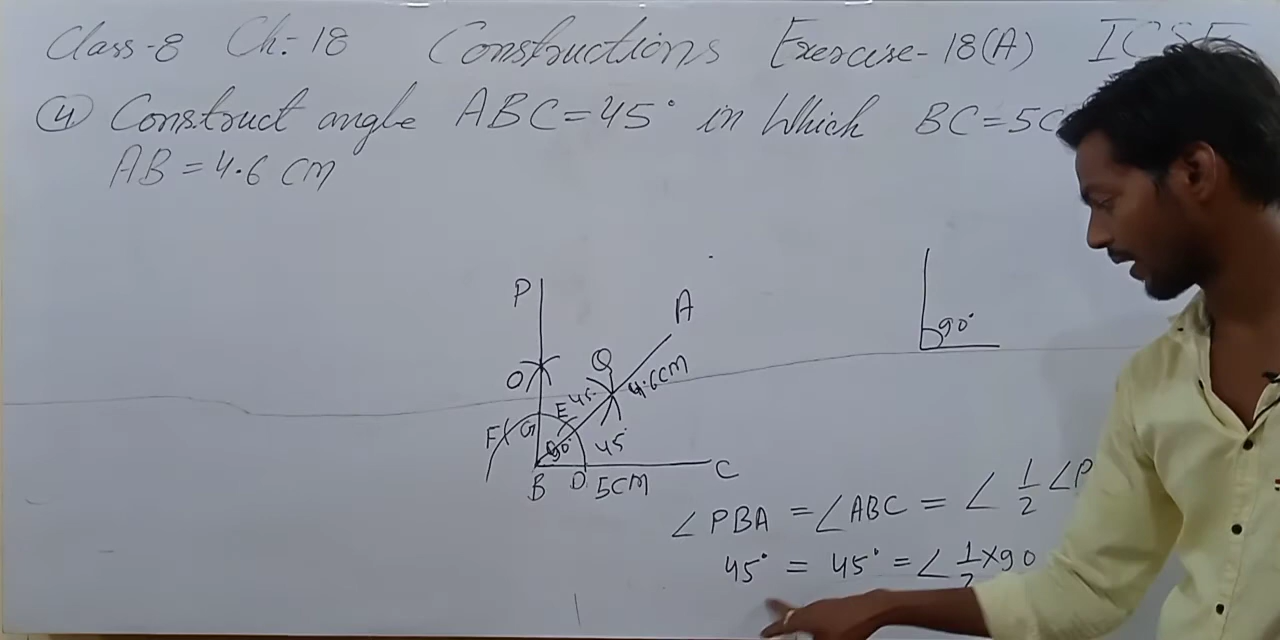 Class-8 Ch:-18 Constructions Exercise-18(A) ICSE
④ Construct angle ABC=45° in Which BC=5C
AB=4.6 CM
P
A
90°
Q
O
4.6CM
E 45°
F G
90° 45°
B D 5CM C
∠PBA = ∠ABC = ∠ 1/2 ∠P
45° = 45° = ∠ 1/2 × 90